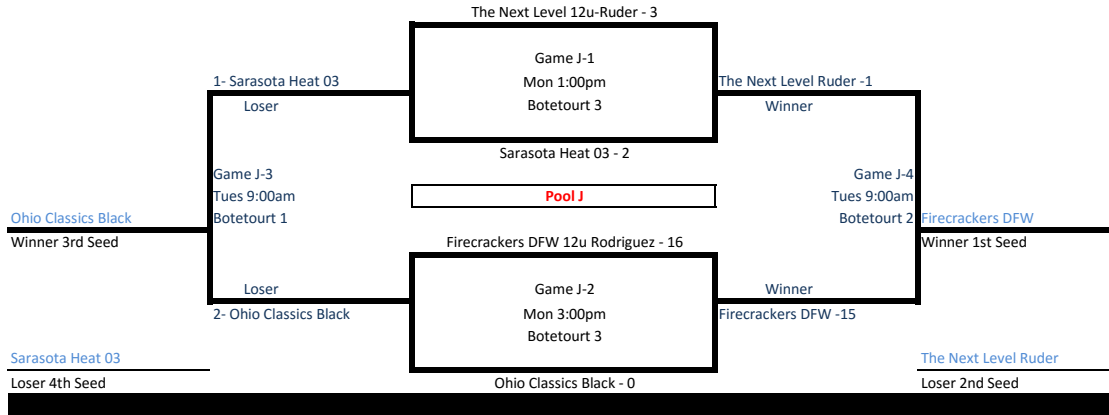 The Next Level 12u-Ruder - 3
Game J-1
1- Sarasota Heat 03
Mon 1:00pm
The Next Level Ruder -1
Loser
Botetourt 3
Winner
Sarasota Heat 03 - 2
Game J-3
Game J-4
Tues 9:00am
Pool J
Tues 9:00am
Ohio Classics Black
Botetourt 1
Botetourt 2
Firecrackers DFW
Winner 3rd Seed
Firecrackers DFW 12u Rodriguez - 16
Winner 1st Seed
Loser
Game J-2
Winner
2- Ohio Classics Black
Mon 3:00pm
Firecrackers DFW -15
Botetourt 3
Sarasota Heat 03
The Next Level Ruder
Loser 4th Seed
Ohio Classics Black - 0
Loser 2nd Seed